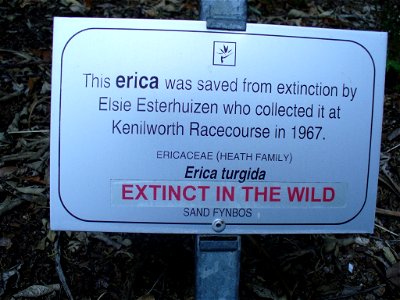 This erica was saved from extinction by
Elsie Esterhuizen who collected it at
Kenilworth Racecourse in 1967.
ERICACEAE (HEATH FAMILY)
Erica turgida
EXTINCT IN THE WILD
SAND FYNBOS